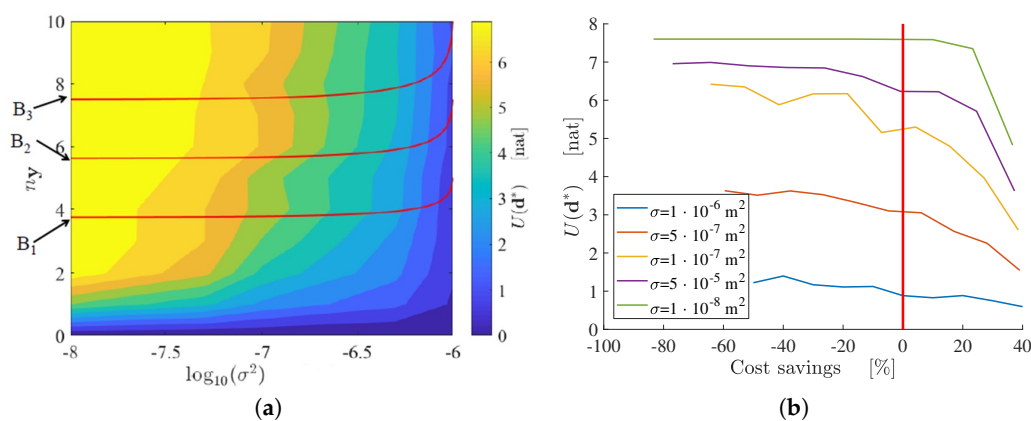 10
8
6
4
2
0
B₃
B₂
B₁
n𝐲
-8
-7.5
-7
-6.5
-6
log₁₀(σ²)
6
5
4
3
2
1
0
U(𝐝*) [nat]
(a)
8
7
6
5
4
3
2
1
0
U(𝐝*) [nat]
σ=1 · 10⁻⁶ m²
σ=5 · 10⁻⁷ m²
σ=1 · 10⁻⁷ m²
σ=5 · 10⁻⁵ m²
σ=1 · 10⁻⁸ m²
-100
-80
-60
-40
-20
0
20
40
Cost savings [%]
(b)